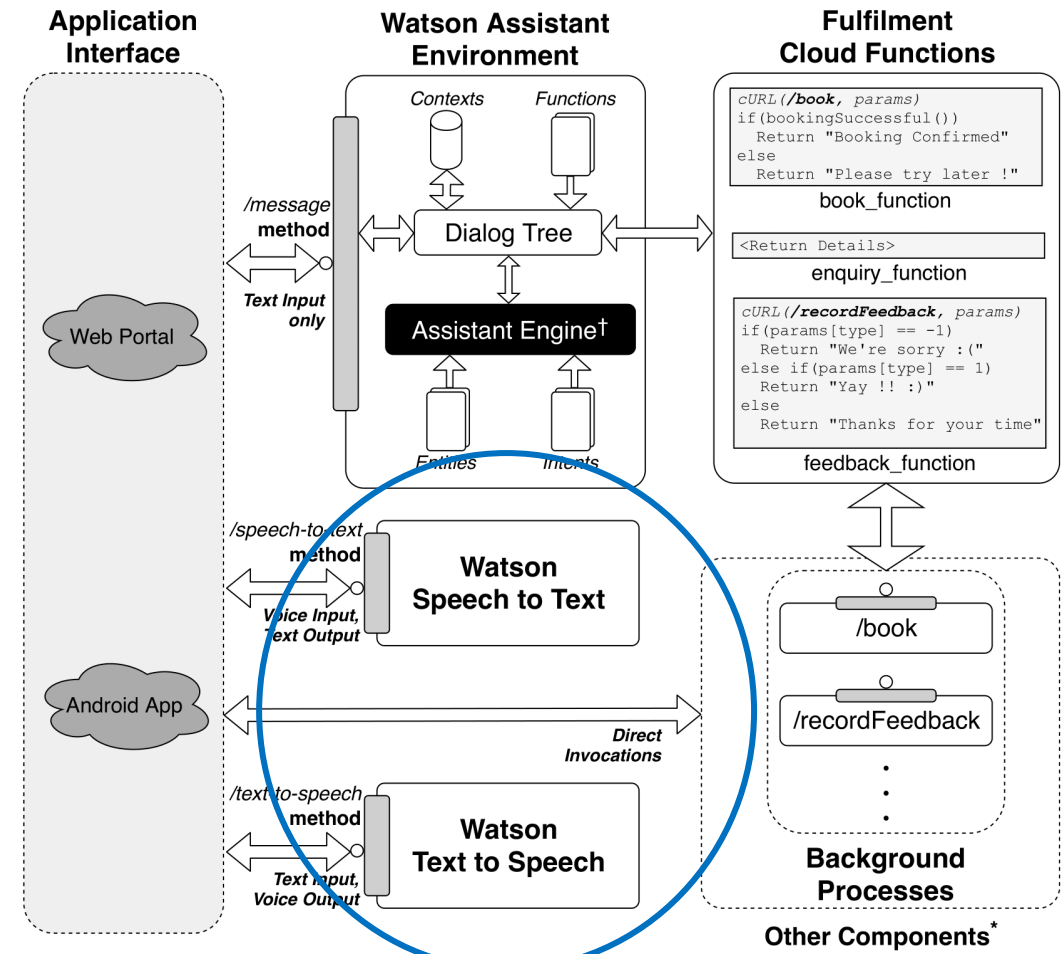 Application
Interface
Watson Assistant
Environment
Fulfilment
Cloud Functions
Contexts
Functions
/message
method
Text Input
only
Dialog Tree
Assistant Engine†
Entities
Intents
Web Portal
Android App
cURL(/book, params)
if(bookingSuccessful())
  Return "Booking Confirmed"
else
  Return "Please try later !"
book_function
<Return Details>
enquiry_function
cURL(/recordFeedback, params)
if(params[type] == -1)
  Return "We're sorry :("
else if(params[type] == 1)
  Return "Yay !! :)"
else
  Return "Thanks for your time"
feedback_function
/speech-to-text
method
Voice Input,
Text Output
Watson
Speech to Text
Direct
Invocations
/text-to-speech
method
Text Input,
Voice Output
Watson
Text to Speech
/book
/recordFeedback
Background
Processes
Other Components*